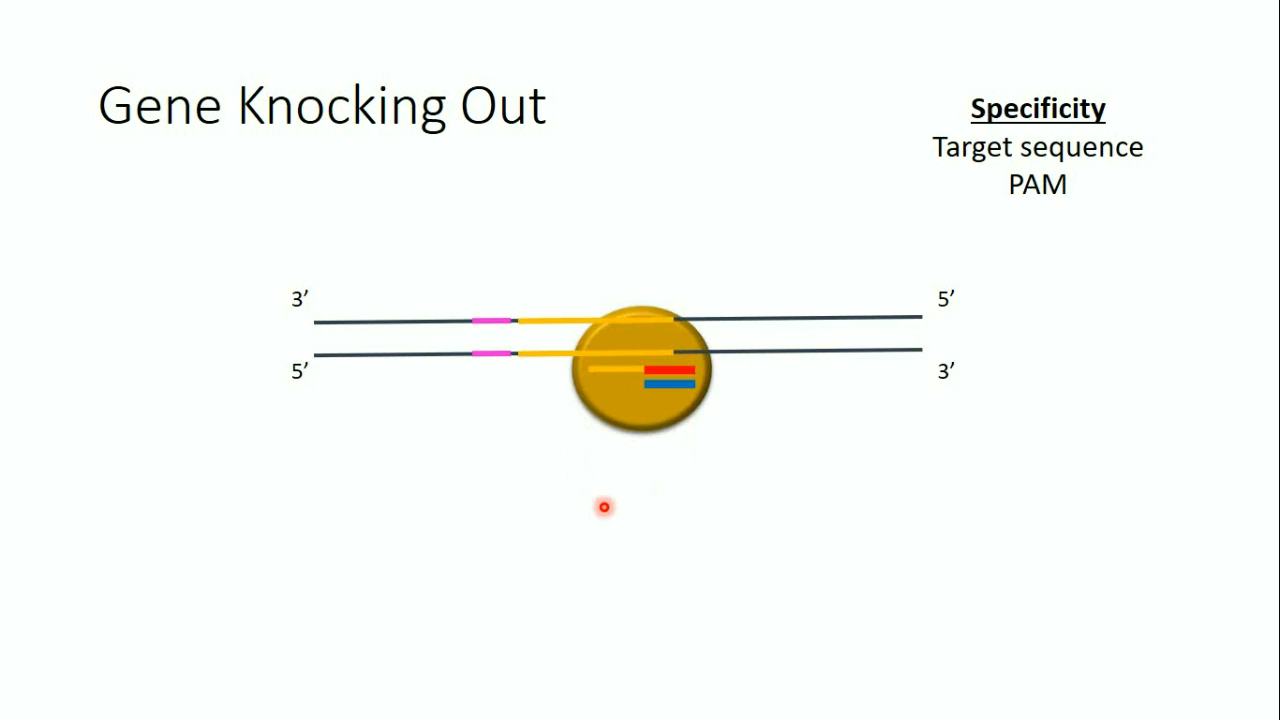 Gene Knocking Out
Specificity
Target sequence
PAM
3’
5’
5’
3’